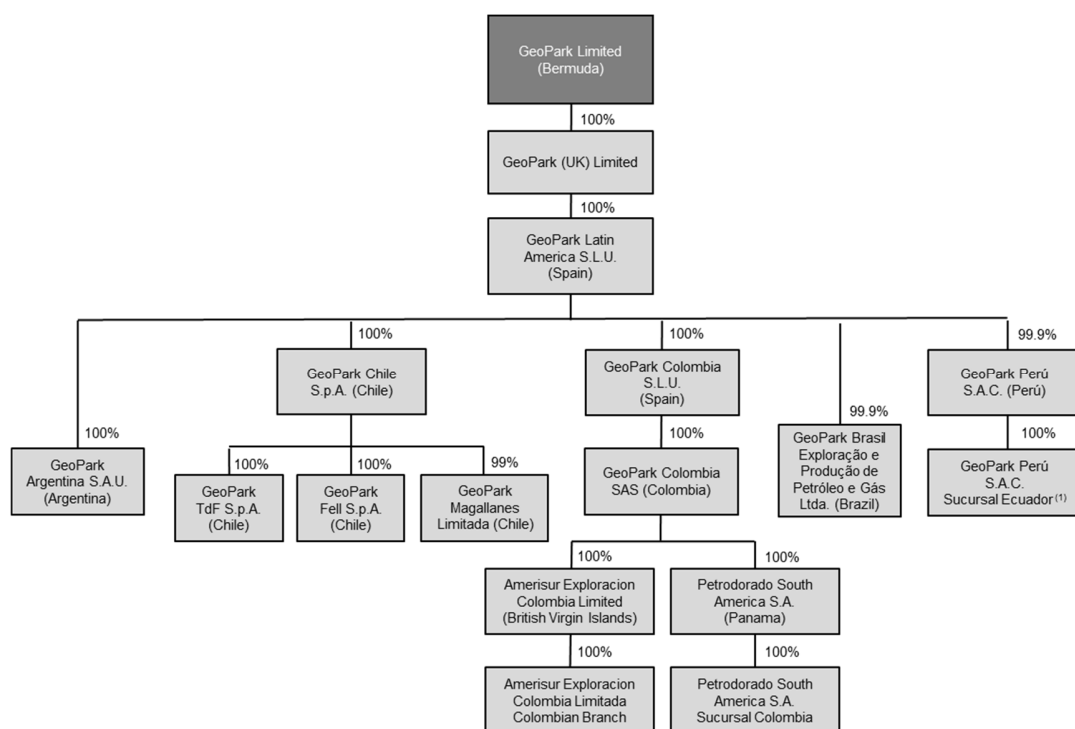 GeoPark Limited
(Bermuda)
100%
GeoPark (UK) Limited
100%
GeoPark Latin
America S.L.U.
(Spain)
100%
GeoPark
Argentina S.A.U.
(Argentina)
100%
GeoPark Chile
S.p.A. (Chile)
100%
GeoPark
TdF S.p.A.
(Chile)
100%
GeoPark
Fell S.p.A.
(Chile)
99%
GeoPark
Magallanes
Limitada (Chile)
100%
GeoPark Colombia
S.L.U.
(Spain)
100%
GeoPark Colombia
SAS (Colombia)
100%
Amerisur Exploracion
Colombia Limited
(British Virgin Islands)
100%
Amerisur Exploracion
Colombia Limitada
Colombian Branch
100%
Petrodorado South
America S.A.
(Panama)
100%
Petrodorado South
America S.A.
Sucursal Colombia
99.9%
GeoPark Brasil
Exploração e
Produção de
Petróleo e Gás
Ltda. (Brazil)
99.9%
GeoPark Perú
S.A.C. (Perú)
100%
GeoPark Perú
S.A.C.
Sucursal Ecuador (1)